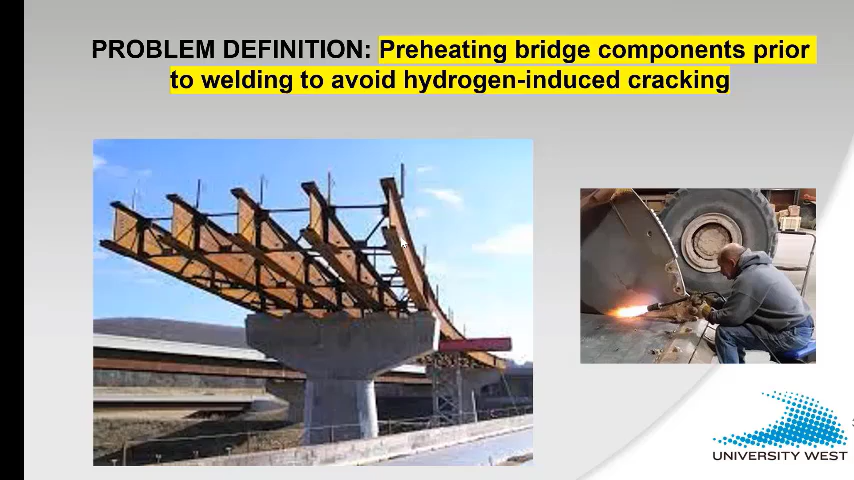 PROBLEM DEFINITION: Preheating bridge components prior
to welding to avoid hydrogen-induced cracking
UNIVERSITY WEST